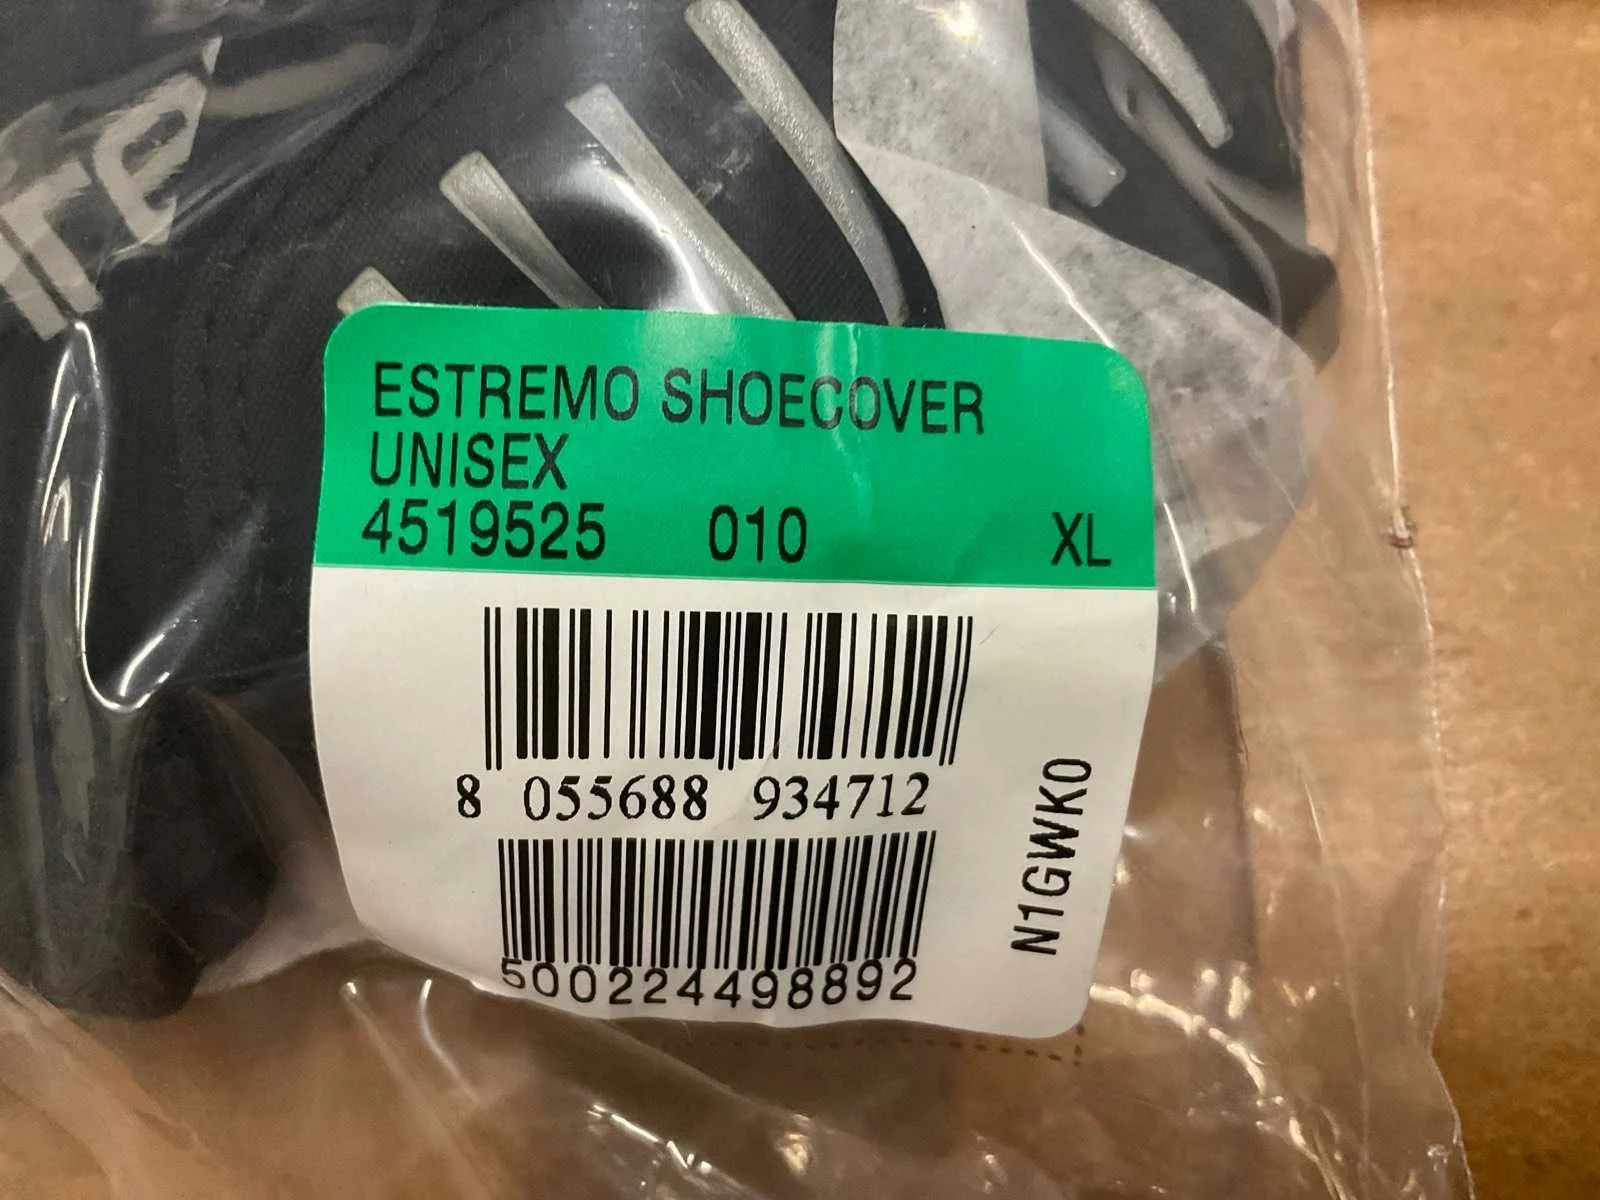 ESTREMO SHOECOVER
UNISEX
4519525 010 XL
8 055688 934712
N1GWK0
500224498892